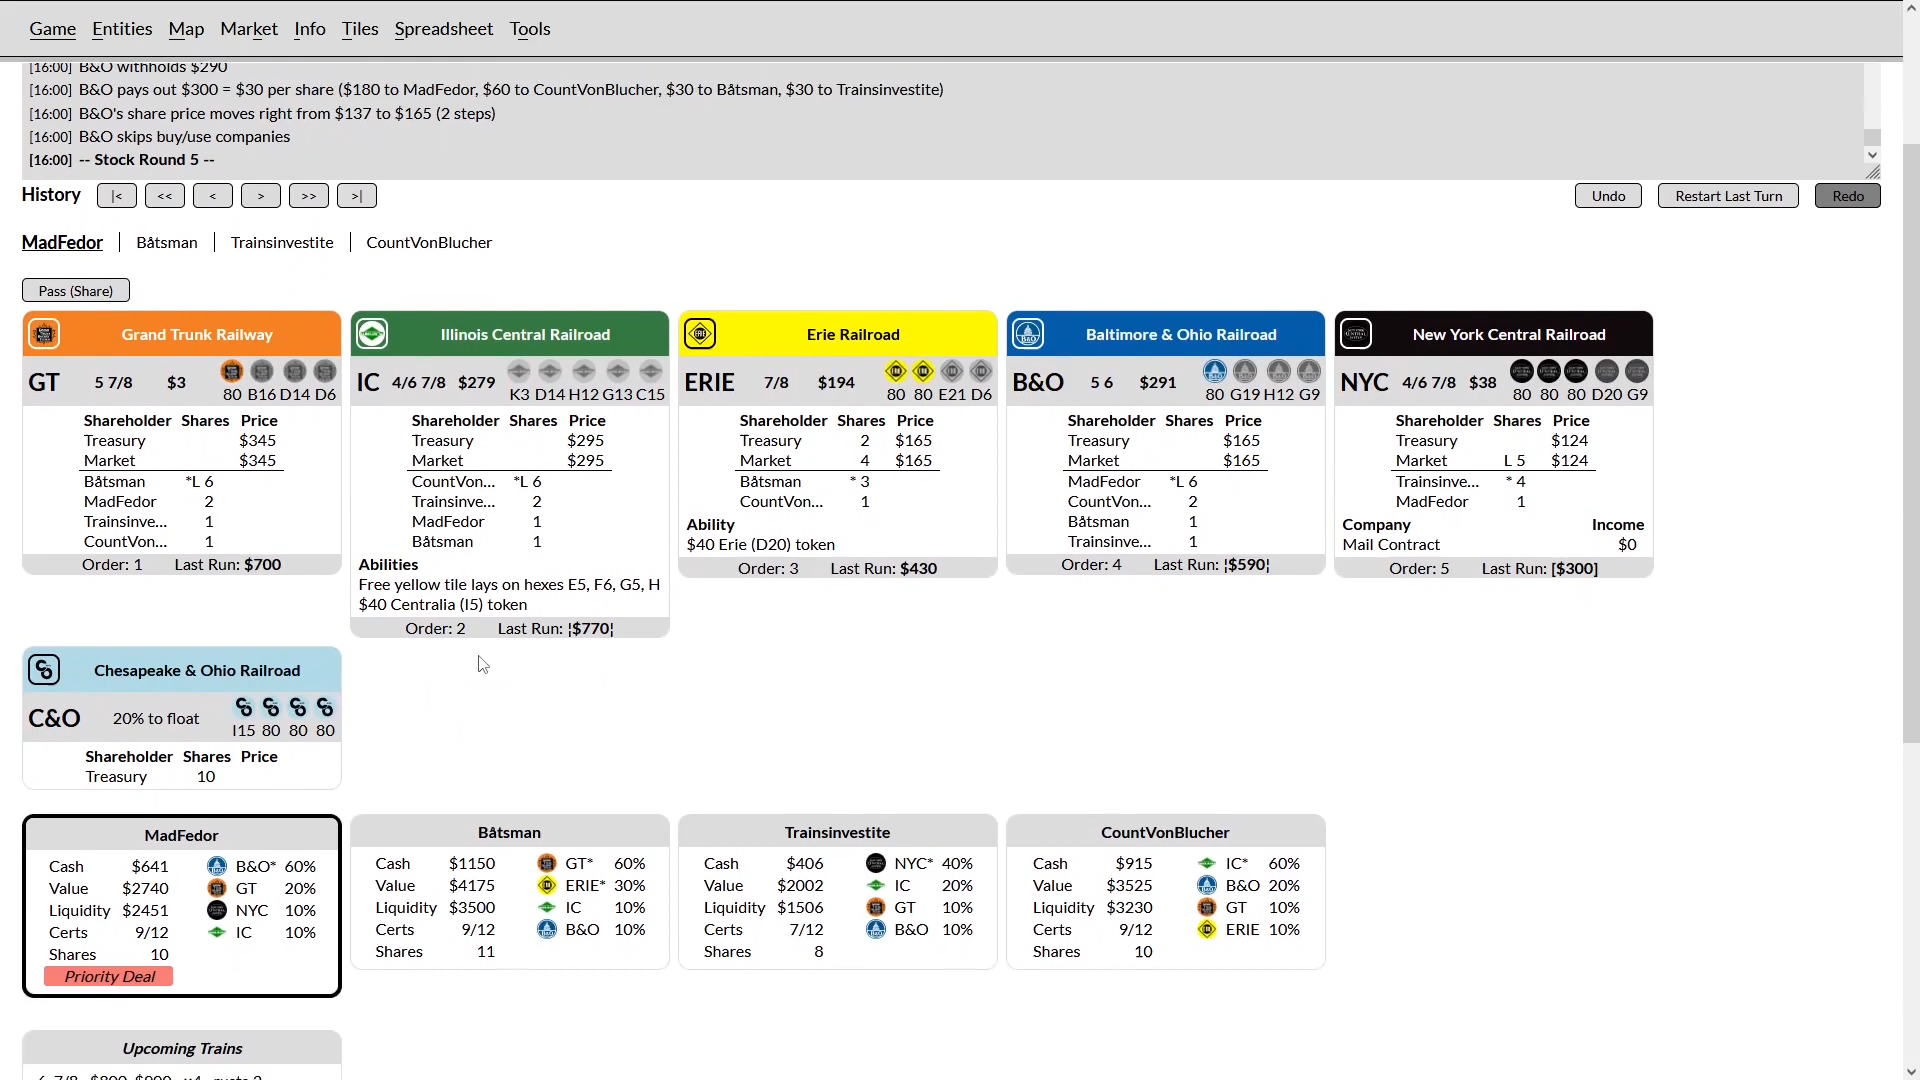 Game Entities Map Market Info Tiles Spreadsheet Tools
[16:00] B&O withholds $290
[16:00] B&O pays out $300 = $30 per share ($180 to MadFedor, $60 to CountVonBlucher, $30 to Båtsman, $30 to Trainsinvestite)
[16:00] B&O's share price moves right from $137 to $165 (2 steps)
[16:00] B&O skips buy/use companies
[16:00] -- Stock Round 5 --
History |< << < > >> >| Undo Restart Last Turn Redo
MadFedor Båtsman Trainsinvestite CountVonBlucher
Pass (Share)
Grand Trunk Railway
GT 5 7/8 $3 80 B16 D14 D6
Shareholder Shares Price
Treasury $345
Market $345
Båtsman *L 6
MadFedor 2
Trainsinve... 1
CountVon... 1
Order: 1 Last Run: $700
Illinois Central Railroad
IC 4/6 7/8 $279 K3 D14 H12 G13 C15
Shareholder Shares Price
Treasury $295
Market $295
CountVon... *L 6
Trainsinve... 2
MadFedor 1
Båtsman 1
Abilities
Free yellow tile lays on hexes E5, F6, G5, H
$40 Centralia (I5) token
Order: 2 Last Run: ¦$770¦
Erie Railroad
ERIE 7/8 $194 80 80 E21 D6
Shareholder Shares Price
Treasury 2 $165
Market 4 $165
Båtsman * 3
CountVon... 1
Ability
$40 Erie (D20) token
Order: 3 Last Run: $430
Baltimore & Ohio Railroad
B&O 5 6 $291 80 G19 H12 G9
Shareholder Shares Price
Treasury $165
Market $165
MadFedor *L 6
CountVon... 2
Båtsman 1
Trainsinve... 1
Order: 4 Last Run: ¦$590¦
New York Central Railroad
NYC 4/6 7/8 $38 80 80 80 D20 G9
Shareholder Shares Price
Treasury $124
Market L 5 $124
Trainsinve... * 4
MadFedor 1
Company Income
Mail Contract $0
Order: 5 Last Run: [$300]
Chesapeake & Ohio Railroad
C&O 20% to float I15 80 80 80
Shareholder Shares Price
Treasury 10
MadFedor
Cash $641 B&O* 60%
Value $2740 GT 20%
Liquidity $2451 NYC 10%
Certs 9/12 IC 10%
Shares 10
Priority Deal
Båtsman
Cash $1150 GT* 60%
Value $4175 ERIE* 30%
Liquidity $3500 IC 10%
Certs 9/12 B&O 10%
Shares 11
Trainsinvestite
Cash $406 NYC* 40%
Value $2002 IC 20%
Liquidity $1506 GT 10%
Certs 7/12 B&O 10%
Shares 8
CountVonBlucher
Cash $915 IC* 60%
Value $3525 B&O 20%
Liquidity $3230 GT 10%
Certs 9/12 ERIE 10%
Shares 10
Upcoming Trains